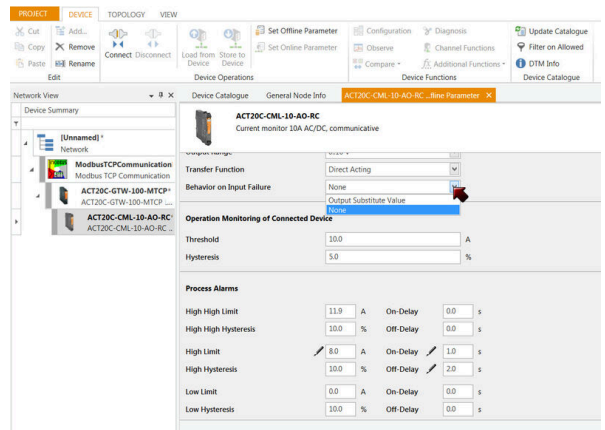 PROJECT DEVICE TOPOLOGY VIEW
Cut Add... Set Offline Parameter Configuration Diagnosis Update Catalogue
Copy Remove Connect Disconnect Load from Store to Set Online Parameter Observe Channel Functions Filter on Allowed
Paste Rename Device Device Compare Additional Functions DTM Info
Edit Device Operations Device Functions Device Catalogue
Network View Device Catalogue General Node Info ACT20C-CML-10-AO-RC ...fline Parameter
Device Summary
ACT20C-CML-10-AO-RC
Current monitor 10A AC/DC, communicative
[Unnamed]*
Network
Output Range
ModbusTCPCommunication
Modbus TCP Communication
Transfer Function Direct Acting
ACT20C-GTW-100-MTCP*
ACT20C-GTW-100-MTCP ...
Behavior on Input Failure None
Output Substitute Value
None
ACT20C-CML-10-AO-RC*
ACT20C-CML-10-AO-RC ...
Operation Monitoring of Connected Device
Threshold 10.0 A
Hysteresis 5.0 %
Process Alarms
High High Limit 11.9 A On-Delay 0.0 s
High High Hysteresis 10.0 % Off-Delay 0.0 s
High Limit 8.0 A On-Delay 1.0 s
High Hysteresis 10.0 % Off-Delay 2.0 s
Low Limit 0.0 A On-Delay 0.0 s
Low Hysteresis 10.0 % Off-Delay 0.0 s